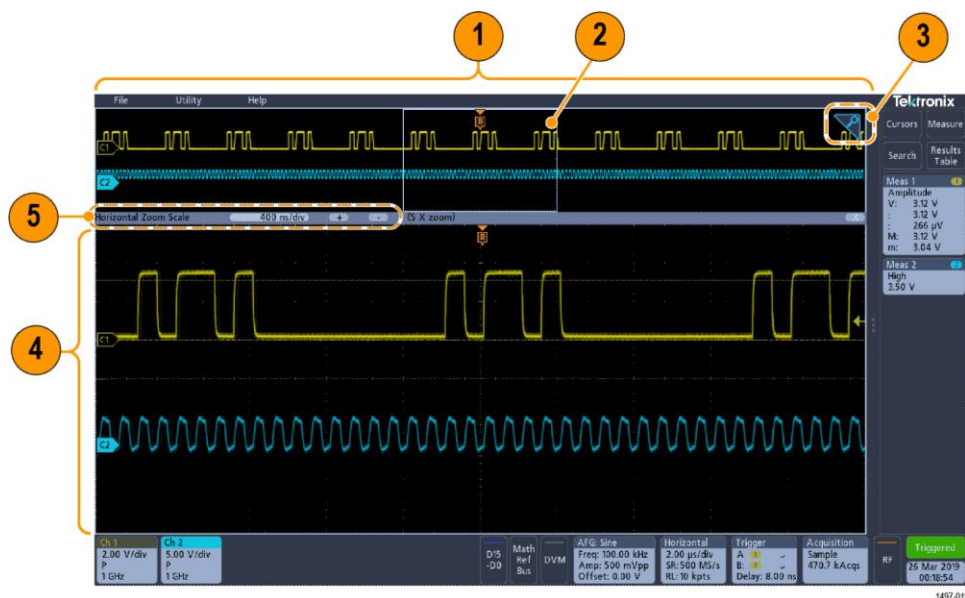 1
2
3
File Utility Help
Tektronix
B
C1
C2
Cursors Measure
Search Results Table
Meas 1 1
Amplitude
V: 3.12 V
: 3.12 V
: 266 µV
M: 3.12 V
m: 3.04 V
5
Horizontal Zoom Scale 400 ns/div + - (5 X zoom) X
B
Meas 2 2
High
3.50 V
C1
4
C2
Ch 1
2.00 V/div
P
1 GHz
Ch 2
5.00 V/div
P
1 GHz
D15
-D0
Math
Ref
Bus
DVM
AFG: Sine
Freq: 100.00 kHz
Amp: 500 mVpp
Offset: 0.00 V
Horizontal
2.00 µs/div
SR: 500 MS/s
RL: 10 kpts
Trigger
A 1
B: 1
Delay: 8.00 ns
Acquisition
Sample
470.7 kAcqs
RF
Triggered
26 Mar 2019
00:18:54
1497-01